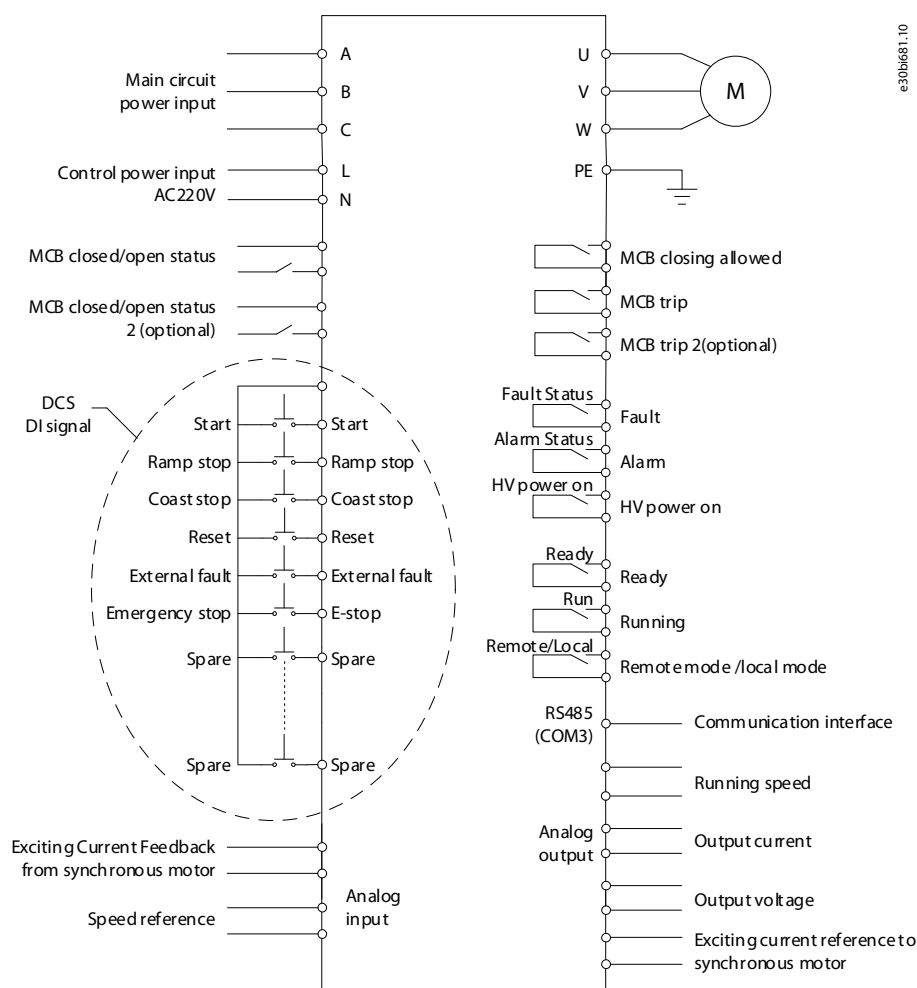 e30bi681.10
A
Main circuit
power input
B
C
Control power input
AC220V
L
N
MCB closed/open status
MCB closed/open status
2 (optional)
DCS
DI signal
Start
Start
Ramp stop
Ramp stop
Coast stop
Coast stop
Reset
Reset
External fault
External fault
Emergency stop
E-stop
Spare
Spare
Spare
Spare
Exciting Current Feedback
from synchronous motor
Speed reference
Analog
input
U
V
W
M
PE
MCB closing allowed
MCB trip
MCB trip 2(optional)
Fault Status
Fault
Alarm Status
Alarm
HV power on
HV power on
Ready
Ready
Run
Running
Remote/Local
Remote mode /local mode
RS485
(COM3)
Communication interface
Running speed
Analog
output
Output current
Output voltage
Exciting current reference to
synchronous motor